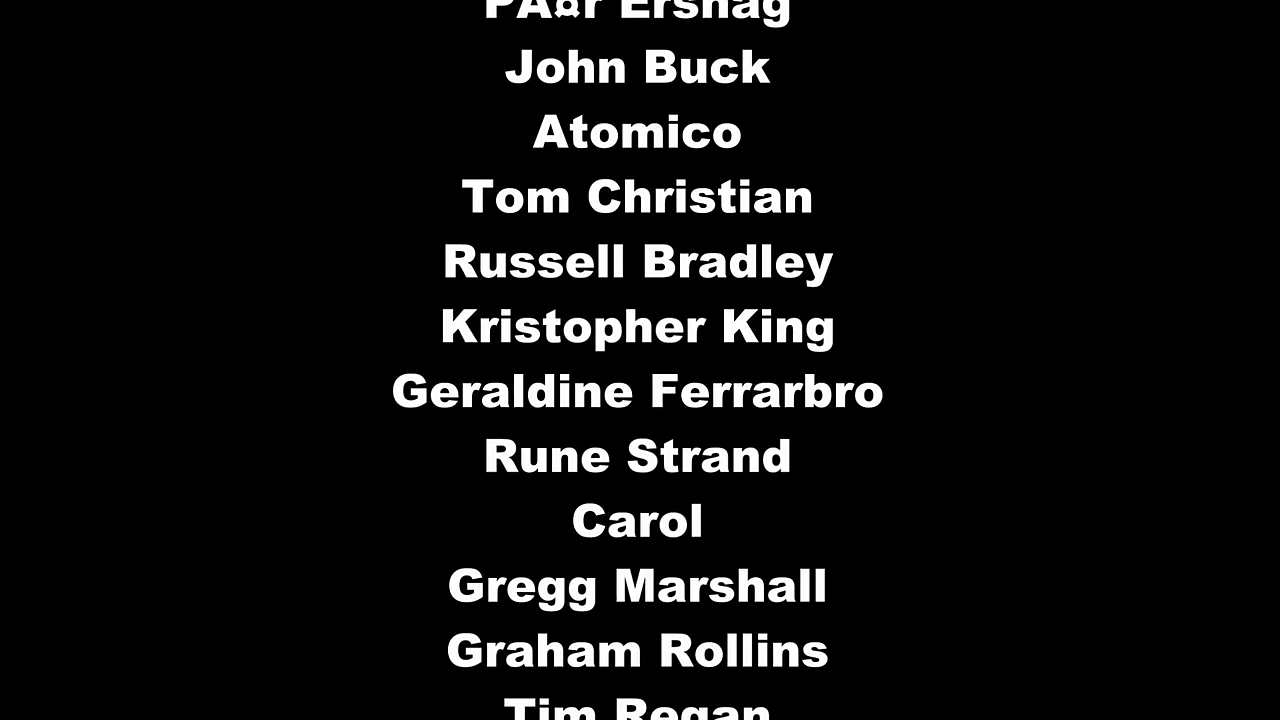 PÃ¤r Ershag
John Buck
Atomico
Tom Christian
Russell Bradley
Kristopher King
Geraldine Ferrarbro
Rune Strand
Carol
Gregg Marshall
Graham Rollins
Tim Regan